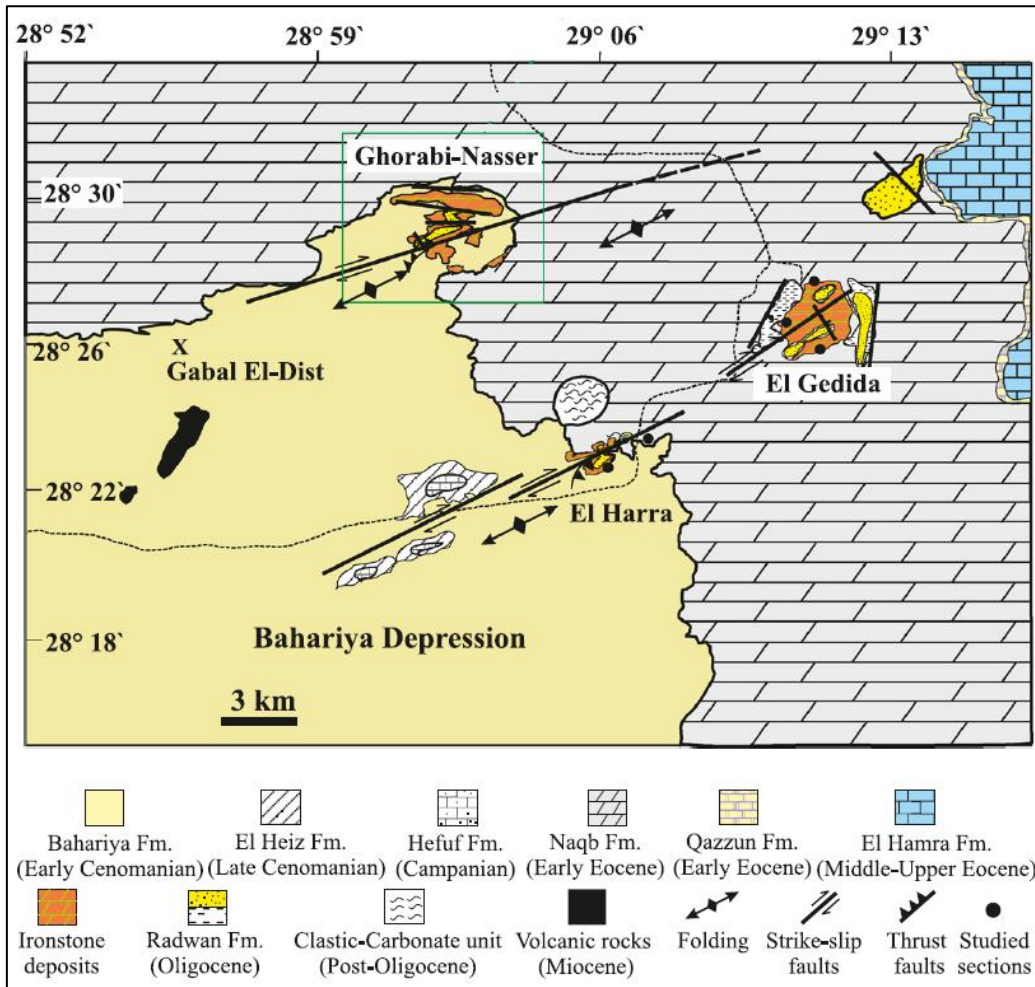 28° 52` 28° 59` 29° 06` 29° 13`
Ghorabi-Nasser
28° 30`
28° 26`
X
Gabal El-Dist
El Gedida
28° 22`
El Harra
28° 18`
Bahariya Depression
3 km
Bahariya Fm. El Heiz Fm. Hefuf Fm. Naqb Fm. Qazzun Fm. El Hamra Fm.
(Early Cenomanian) (Late Cenomanian) (Campanian) (Early Eocene) (Early Eocene) (Middle-Upper Eocene)
Ironstone Radwan Fm. Clastic-Carbonate unit Volcanic rocks Folding Strike-slip Thrust Studied
deposits (Oligocene) (Post-Oligocene) (Miocene) faults faults sections